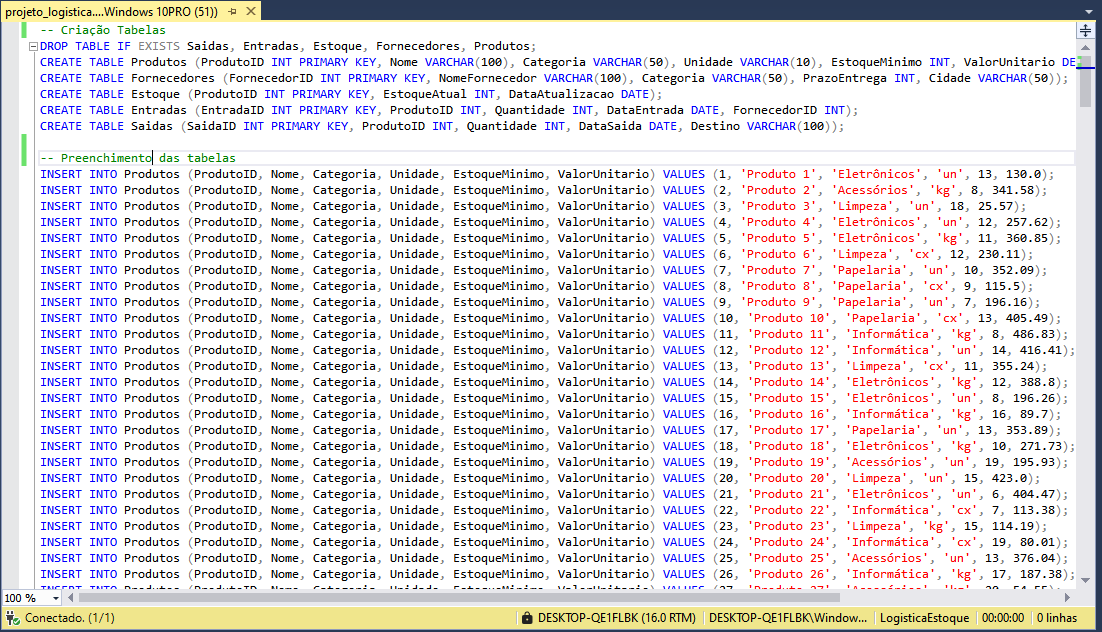 projeto_logistica....Windows 10PRO (51))
-- Criação Tabelas
DROP TABLE IF EXISTS Saidas, Entradas, Estoque, Fornecedores, Produtos;
CREATE TABLE Produtos (ProdutoID INT PRIMARY KEY, Nome VARCHAR(100), Categoria VARCHAR(50), Unidade VARCHAR(10), EstoqueMinimo INT, ValorUnitario DE
CREATE TABLE Fornecedores (FornecedorID INT PRIMARY KEY, NomeFornecedor VARCHAR(100), Categoria VARCHAR(50), PrazoEntrega INT, Cidade VARCHAR(50));
CREATE TABLE Estoque (ProdutoID INT PRIMARY KEY, EstoqueAtual INT, DataAtualizacao DATE);
CREATE TABLE Entradas (EntradaID INT PRIMARY KEY, ProdutoID INT, Quantidade INT, DataEntrada DATE, FornecedorID INT);
CREATE TABLE Saidas (SaidaID INT PRIMARY KEY, ProdutoID INT, Quantidade INT, DataSaida DATE, Destino VARCHAR(100));
-- Preenchimento das tabelas
INSERT INTO Produtos (ProdutoID, Nome, Categoria, Unidade, EstoqueMinimo, ValorUnitario) VALUES (1, 'Produto 1', 'Eletrônicos', 'un', 13, 130.0);
INSERT INTO Produtos (ProdutoID, Nome, Categoria, Unidade, EstoqueMinimo, ValorUnitario) VALUES (2, 'Produto 2', 'Acessórios', 'kg', 8, 341.58);
INSERT INTO Produtos (ProdutoID, Nome, Categoria, Unidade, EstoqueMinimo, ValorUnitario) VALUES (3, 'Produto 3', 'Limpeza', 'un', 18, 25.57);
INSERT INTO Produtos (ProdutoID, Nome, Categoria, Unidade, EstoqueMinimo, ValorUnitario) VALUES (4, 'Produto 4', 'Eletrônicos', 'un', 12, 257.62);
INSERT INTO Produtos (ProdutoID, Nome, Categoria, Unidade, EstoqueMinimo, ValorUnitario) VALUES (5, 'Produto 5', 'Eletrônicos', 'kg', 11, 360.85);
INSERT INTO Produtos (ProdutoID, Nome, Categoria, Unidade, EstoqueMinimo, ValorUnitario) VALUES (6, 'Produto 6', 'Limpeza', 'cx', 12, 230.11);
INSERT INTO Produtos (ProdutoID, Nome, Categoria, Unidade, EstoqueMinimo, ValorUnitario) VALUES (7, 'Produto 7', 'Papelaria', 'un', 10, 352.09);
INSERT INTO Produtos (ProdutoID, Nome, Categoria, Unidade, EstoqueMinimo, ValorUnitario) VALUES (8, 'Produto 8', 'Papelaria', 'cx', 9, 115.5);
INSERT INTO Produtos (ProdutoID, Nome, Categoria, Unidade, EstoqueMinimo, ValorUnitario) VALUES (9, 'Produto 9', 'Papelaria', 'un', 7, 196.16);
INSERT INTO Produtos (ProdutoID, Nome, Categoria, Unidade, EstoqueMinimo, ValorUnitario) VALUES (10, 'Produto 10', 'Papelaria', 'cx', 13, 405.49);
INSERT INTO Produtos (ProdutoID, Nome, Categoria, Unidade, EstoqueMinimo, ValorUnitario) VALUES (11, 'Produto 11', 'Informática', 'kg', 8, 486.83);
INSERT INTO Produtos (ProdutoID, Nome, Categoria, Unidade, EstoqueMinimo, ValorUnitario) VALUES (12, 'Produto 12', 'Informática', 'un', 14, 416.41);
INSERT INTO Produtos (ProdutoID, Nome, Categoria, Unidade, EstoqueMinimo, ValorUnitario) VALUES (13, 'Produto 13', 'Limpeza', 'cx', 11, 355.24);
INSERT INTO Produtos (ProdutoID, Nome, Categoria, Unidade, EstoqueMinimo, ValorUnitario) VALUES (14, 'Produto 14', 'Eletrônicos', 'kg', 12, 388.8);
INSERT INTO Produtos (ProdutoID, Nome, Categoria, Unidade, EstoqueMinimo, ValorUnitario) VALUES (15, 'Produto 15', 'Eletrônicos', 'un', 8, 196.26);
INSERT INTO Produtos (ProdutoID, Nome, Categoria, Unidade, EstoqueMinimo, ValorUnitario) VALUES (16, 'Produto 16', 'Informática', 'kg', 16, 89.7);
INSERT INTO Produtos (ProdutoID, Nome, Categoria, Unidade, EstoqueMinimo, ValorUnitario) VALUES (17, 'Produto 17', 'Papelaria', 'un', 13, 353.89);
INSERT INTO Produtos (ProdutoID, Nome, Categoria, Unidade, EstoqueMinimo, ValorUnitario) VALUES (18, 'Produto 18', 'Eletrônicos', 'kg', 10, 271.73);
INSERT INTO Produtos (ProdutoID, Nome, Categoria, Unidade, EstoqueMinimo, ValorUnitario) VALUES (19, 'Produto 19', 'Acessórios', 'un', 19, 195.93);
INSERT INTO Produtos (ProdutoID, Nome, Categoria, Unidade, EstoqueMinimo, ValorUnitario) VALUES (20, 'Produto 20', 'Limpeza', 'un', 15, 423.0);
INSERT INTO Produtos (ProdutoID, Nome, Categoria, Unidade, EstoqueMinimo, ValorUnitario) VALUES (21, 'Produto 21', 'Eletrônicos', 'un', 6, 404.47);
INSERT INTO Produtos (ProdutoID, Nome, Categoria, Unidade, EstoqueMinimo, ValorUnitario) VALUES (22, 'Produto 22', 'Informática', 'cx', 7, 113.38);
INSERT INTO Produtos (ProdutoID, Nome, Categoria, Unidade, EstoqueMinimo, ValorUnitario) VALUES (23, 'Produto 23', 'Limpeza', 'kg', 15, 114.19);
INSERT INTO Produtos (ProdutoID, Nome, Categoria, Unidade, EstoqueMinimo, ValorUnitario) VALUES (24, 'Produto 24', 'Informática', 'cx', 19, 80.01);
INSERT INTO Produtos (ProdutoID, Nome, Categoria, Unidade, EstoqueMinimo, ValorUnitario) VALUES (25, 'Produto 25', 'Acessórios', 'un', 13, 376.04);
INSERT INTO Produtos (ProdutoID, Nome, Categoria, Unidade, EstoqueMinimo, ValorUnitario) VALUES (26, 'Produto 26', 'Informática', 'kg', 17, 187.38);
100 %
Conectado. (1/1) DESKTOP-QE1FLBK (16.0 RTM) DESKTOP-QE1FLBK\Window... LogisticaEstoque 00:00:00 0 linhas